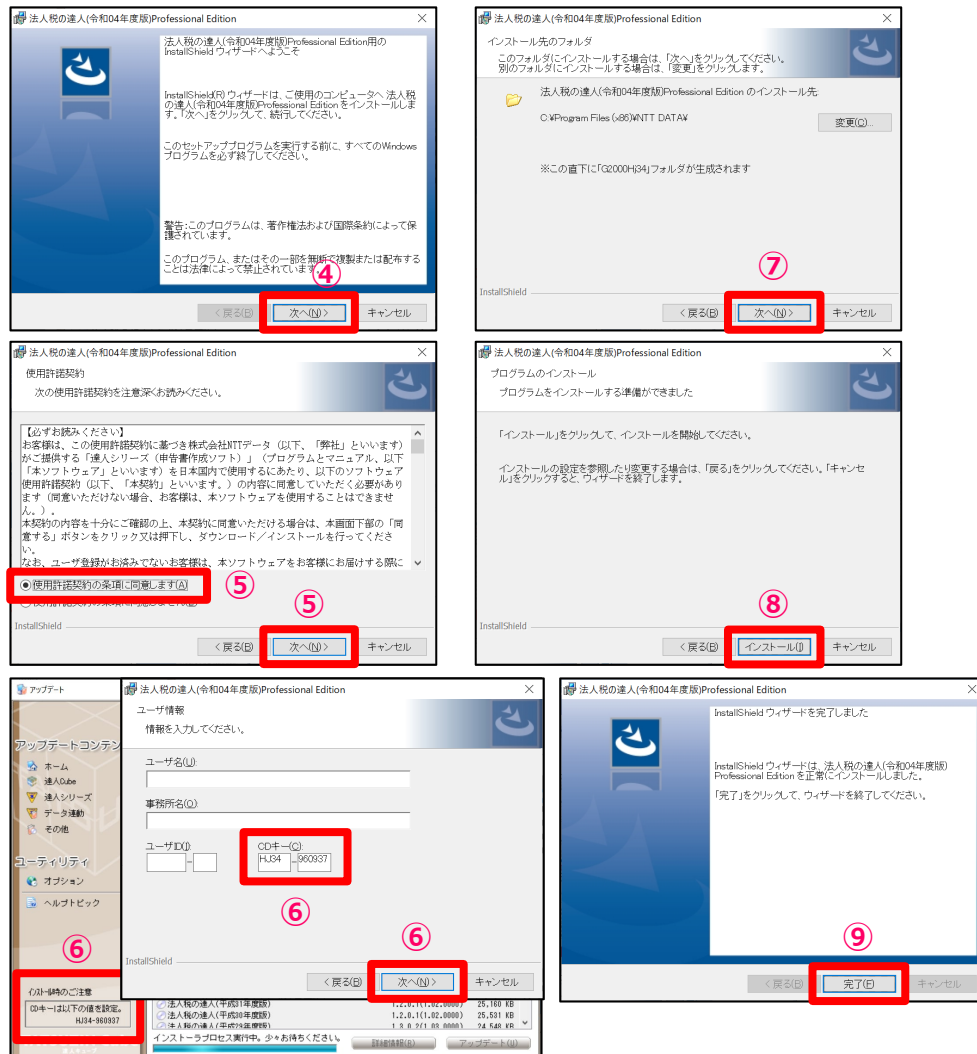 法人税の達人(令和04年度版)Professional Edition
法人税の達人(令和04年度版)Professional Edition用の
InstallShield ウィザードへようこそ
InstallShield(R) ウィザードは、ご使用のコンピュータへ 法人税
の達人(令和04年度版)Professional Edition をインストールしま
す。「次へ」をクリックして、続行してください。
このセットアッププログラムを実行する前に、すべてのWindows
プログラムを必ず終了してください。
警告:このプログラムは、著作権法および国際条約によって保
護されています。
このプログラム、またはその一部を無断で複製または配布する
ことは法律によって禁止されています。
④
< 戻る(B) 次へ(N) > キャンセル
法人税の達人(令和04年度版)Professional Edition
使用許諾契約
次の使用許諾契約を注意深くお読みください。
【必ずお読みください】
お客様は、この使用許諾契約に基づき株式会社NTTデータ（以下、「弊社」といいます）
がご提供する「達人シリーズ（申告書作成ソフト）」（プログラムとマニュアル、以下
「本ソフトウェア」といいます）を日本国内で使用するにあたり、以下のソフトウェア
使用許諾契約（以下、「本契約」といいます。）の内容に同意していただく必要があり
ます（同意いただけない場合、お客様は、本ソフトウェアを使用することはできませ
ん。）。
本契約の内容を十分にご確認の上、本契約に同意いただける場合は、本画面下部の「同
意する」ボタンをクリック又は押下し、ダウンロード／インストールを行ってくださ
い。
なお、ユーザ登録がお済みでないお客様は、本ソフトウェアをお客様にお届けする際に
使用許諾契約の条項に同意します(A)
⑤
⑤
InstallShield
< 戻る(B) 次へ(N) > キャンセル
アップデート
アップデートコンテン
ホーム
達人Cube
達人シリーズ
データ連動
その他
ユーティリティ
オプション
ヘルプトピック
⑥
インストール時のご注意
CDキーは以下の値を設定。
HJ34-960937
法人税の達人(令和04年度版)Professional Edition
ユーザ情報
情報を入力してください。
ユーザ名(U):
事務所名(O):
ユーザID(I): CDキー(C):
- HJ34 - 960937
⑥
⑥
InstallShield
< 戻る(B) 次へ(N) > キャンセル
法人税の達人(平成31年度版) 1.2.0.1(1.02.0000) 25,160 KB
法人税の達人(平成30年度版) 1.2.0.1(1.02.0000) 25,531 KB
法人税の達人(平成29年度版) 1.3.0.2(1.03.0000) 24,548 KB
インストーラプロセス実行中。少々お待ちください。
詳細情報(R) アップデート(U)
法人税の達人(令和04年度版)Professional Edition
インストール先のフォルダ
このフォルダにインストールする場合は、「次へ」をクリックしてください。
別のフォルダにインストールする場合は、「変更」をクリックします。
法人税の達人(令和04年度版)Professional Edition のインストール先:
C:¥Program Files (x86)¥NTT DATA¥
変更(C)...
※この直下に「G2000Hj34」フォルダが生成されます
⑦
InstallShield
< 戻る(B) 次へ(N) > キャンセル
法人税の達人(令和04年度版)Professional Edition
プログラムのインストール
プログラムをインストールする準備ができました
「インストール」をクリックして、インストールを開始してください。
インストールの設定を参照したり変更する場合は、「戻る」をクリックしてください。「キャンセ
ル」をクリックすると、ウィザードを終了します。
⑧
InstallShield
< 戻る(B) インストール(I) キャンセル
法人税の達人(令和04年度版)Professional Edition
InstallShield ウィザードを完了しました
InstallShield ウィザードは、法人税の達人(令和04年度版)
Professional Edition を正常にインストールしました。
「完了」をクリックして、ウィザードを終了してください。
⑨
< 戻る(B) 完了(F) キャンセル